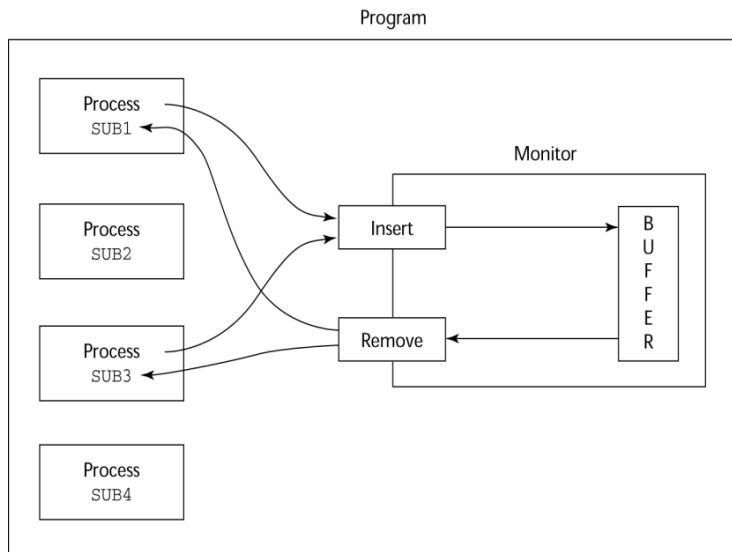 Program
Process
SUB1
Monitor
Process
SUB2
Insert
B
U
F
F
E
R
Process
SUB3
Remove
Process
SUB4